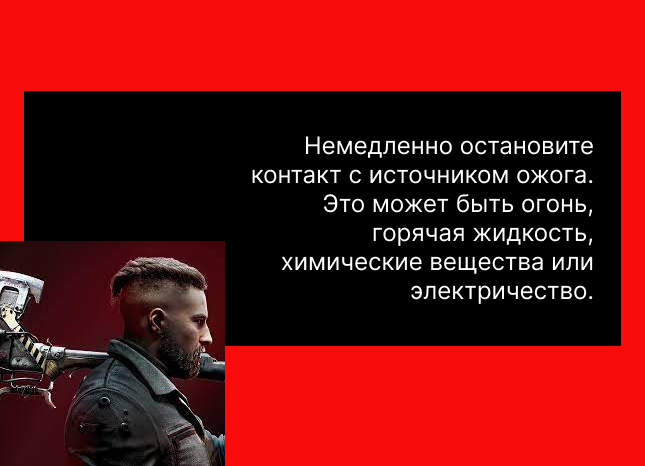 Немедленно остановите
контакт с источником ожога.
Это может быть огонь,
горячая жидкость,
химические вещества или
электричество.